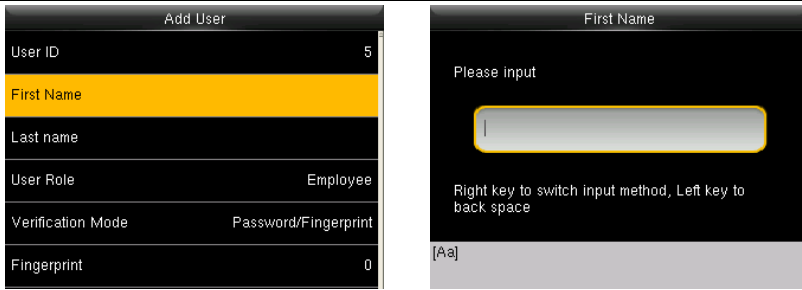 Add User
User ID 5
First Name
Last name
User Role Employee
Verification Mode Password/Fingerprint
Fingerprint 0
First Name
Please input
Right key to switch input method, Left key to
back space
[Aa]